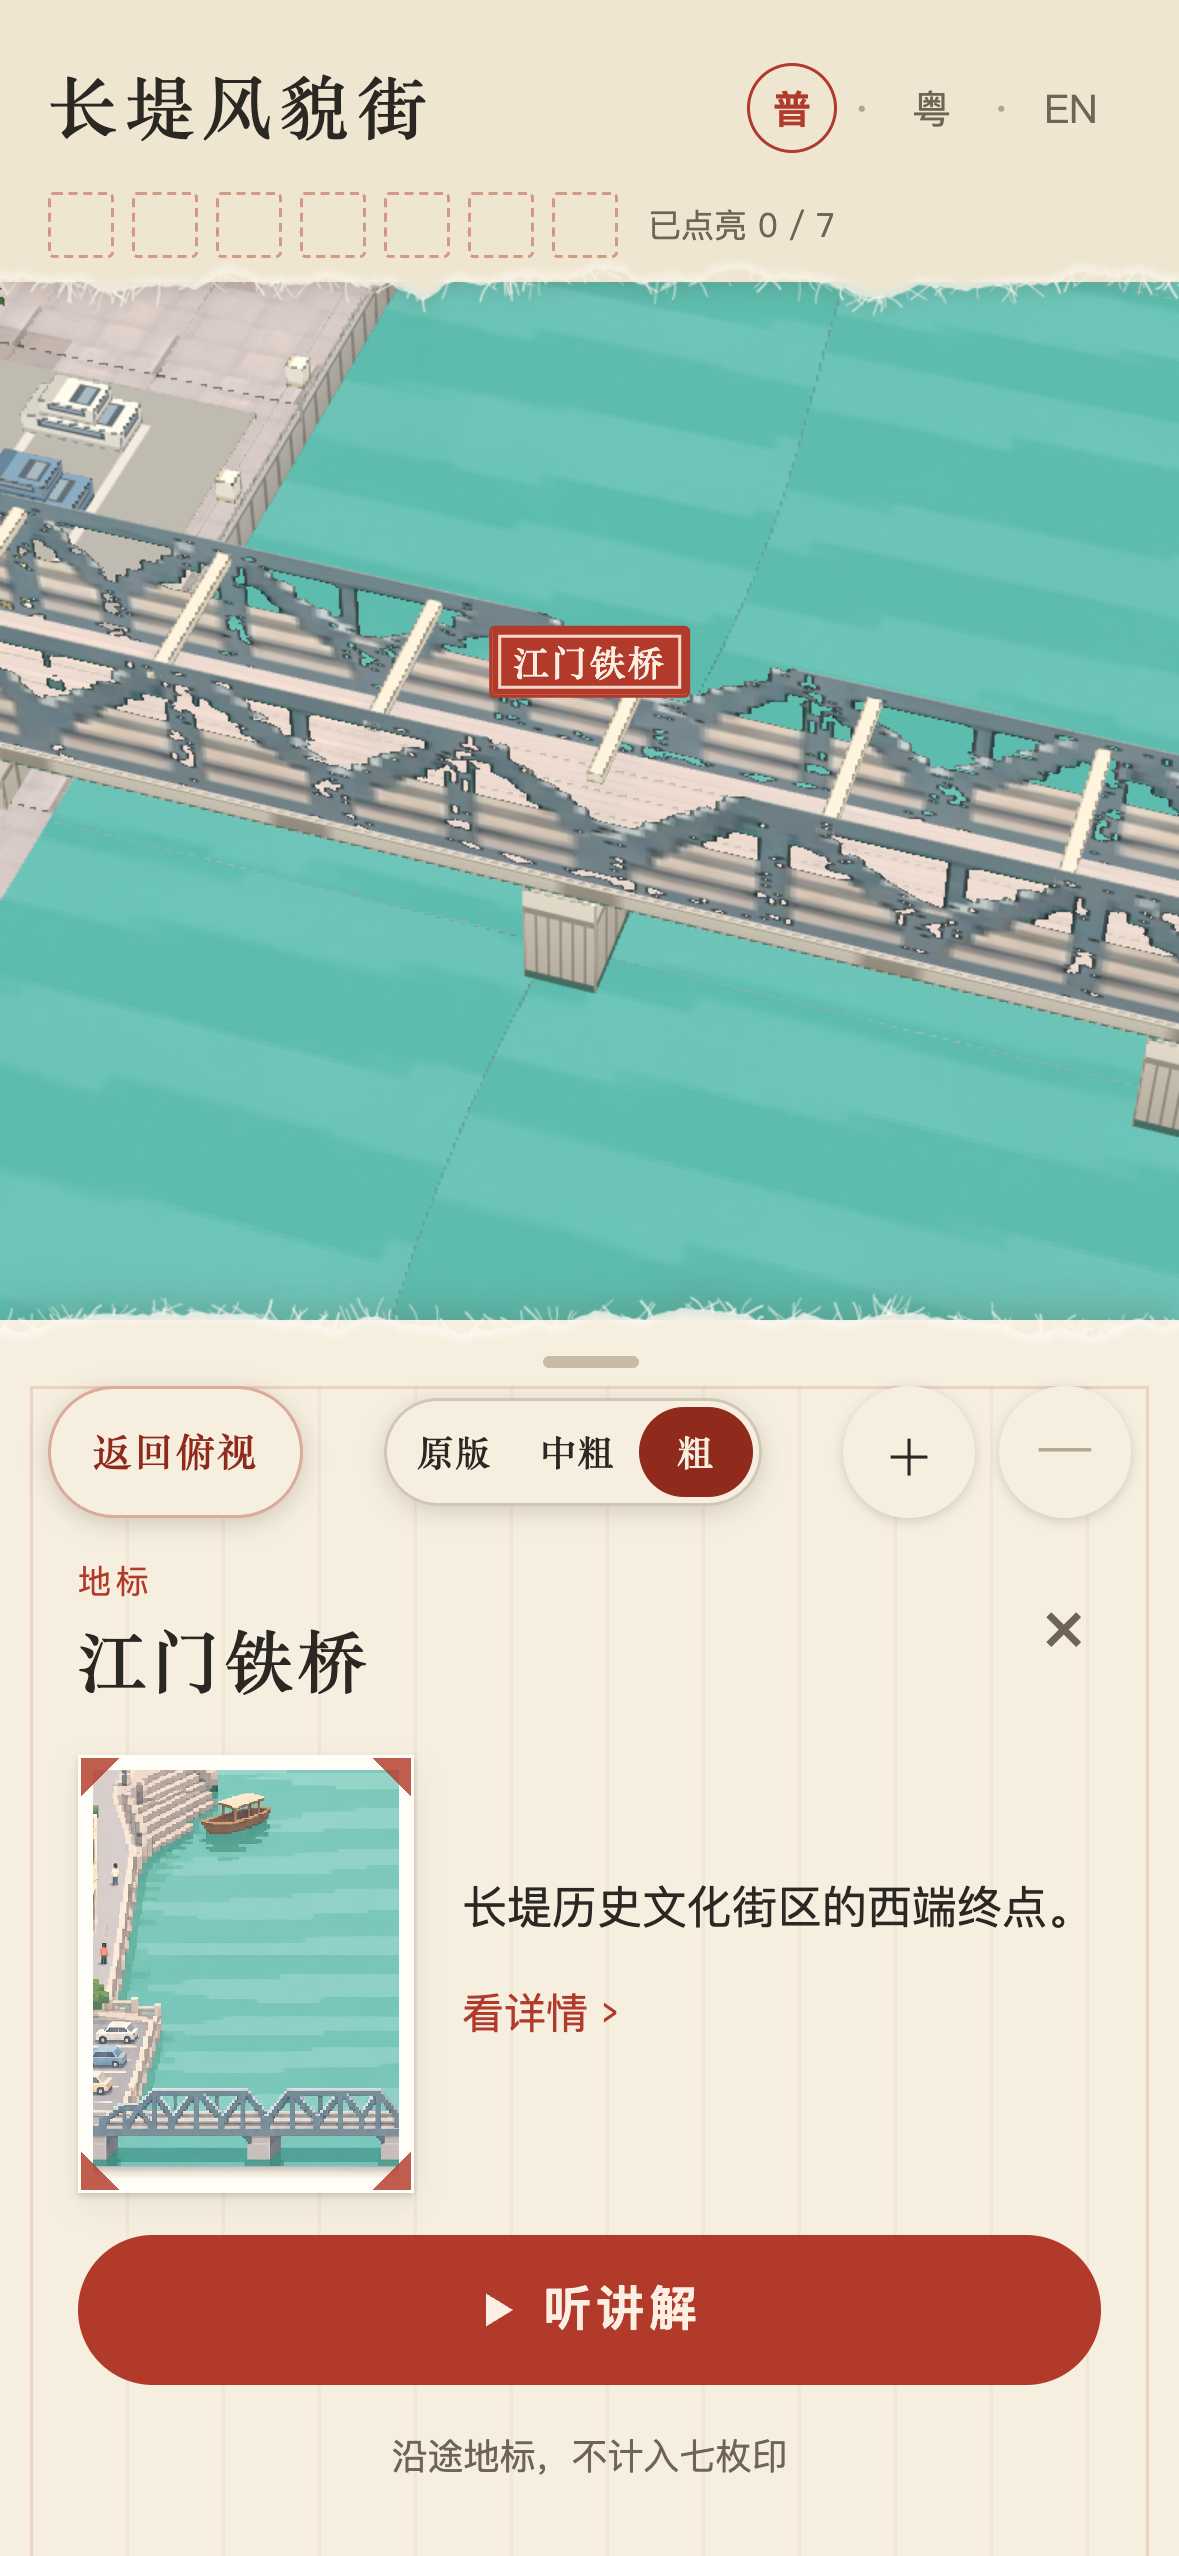 长堤风貌街
普 · 粤 · EN
已点亮 0 / 7
江门铁桥
返回俯视
原版 中粗 粗
地标
江门铁桥
长堤历史文化街区的西端终点。
看详情 >
听讲解
沿途地标，不计入七枚印